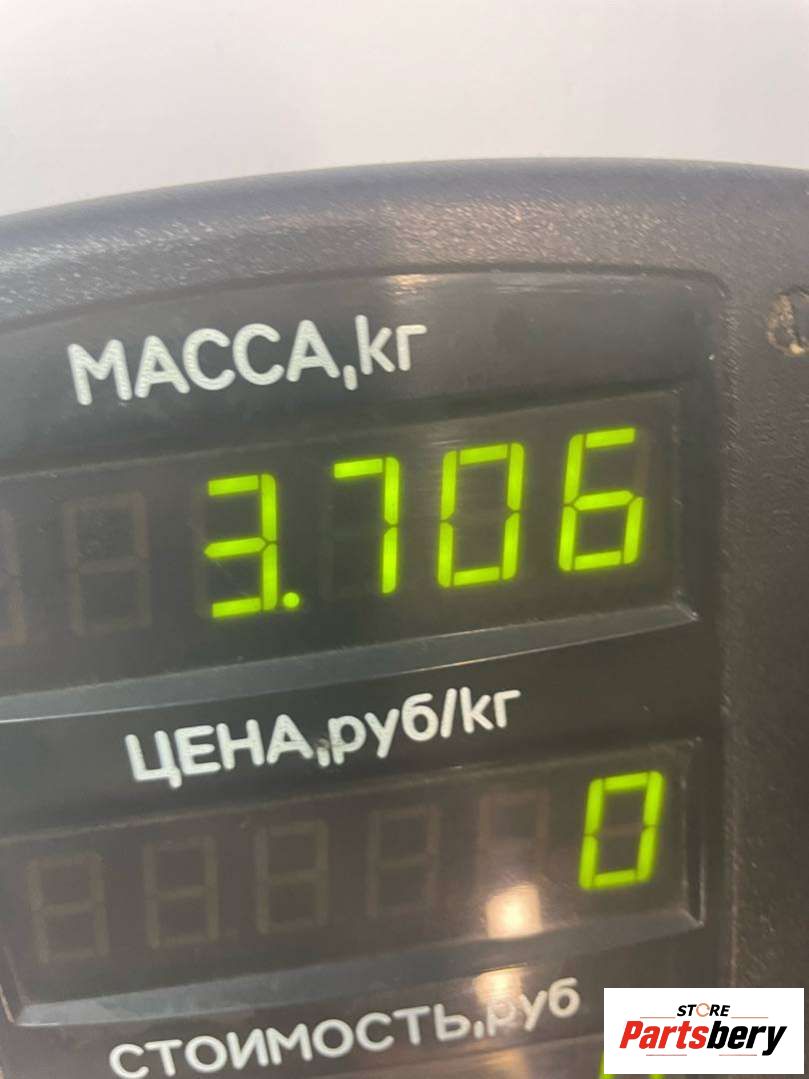 МАССА,кг
3.706
ЦЕНА,руб/кг
0
СТОИМОСТЬ,руб
STORE
Partsbery